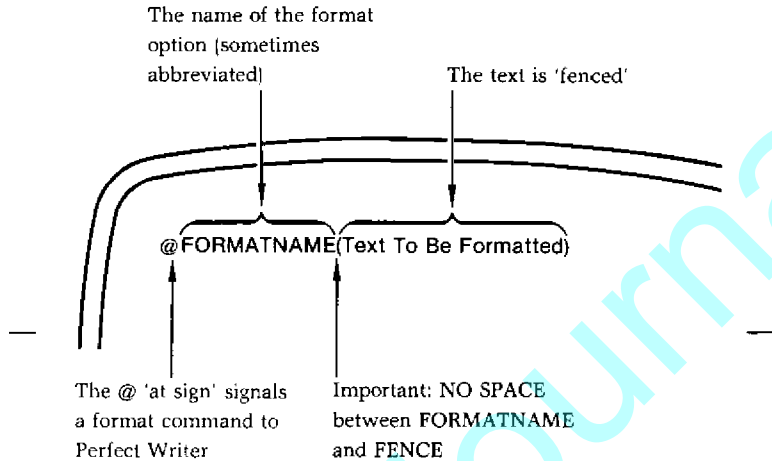 The name of the format
option (sometimes
abbreviated)
The text is 'fenced'
@FORMATNAME(Text To Be Formatted)
The @ 'at sign' signals
a format command to
Perfect Writer
Important: NO SPACE
between FORMATNAME
and FENCE